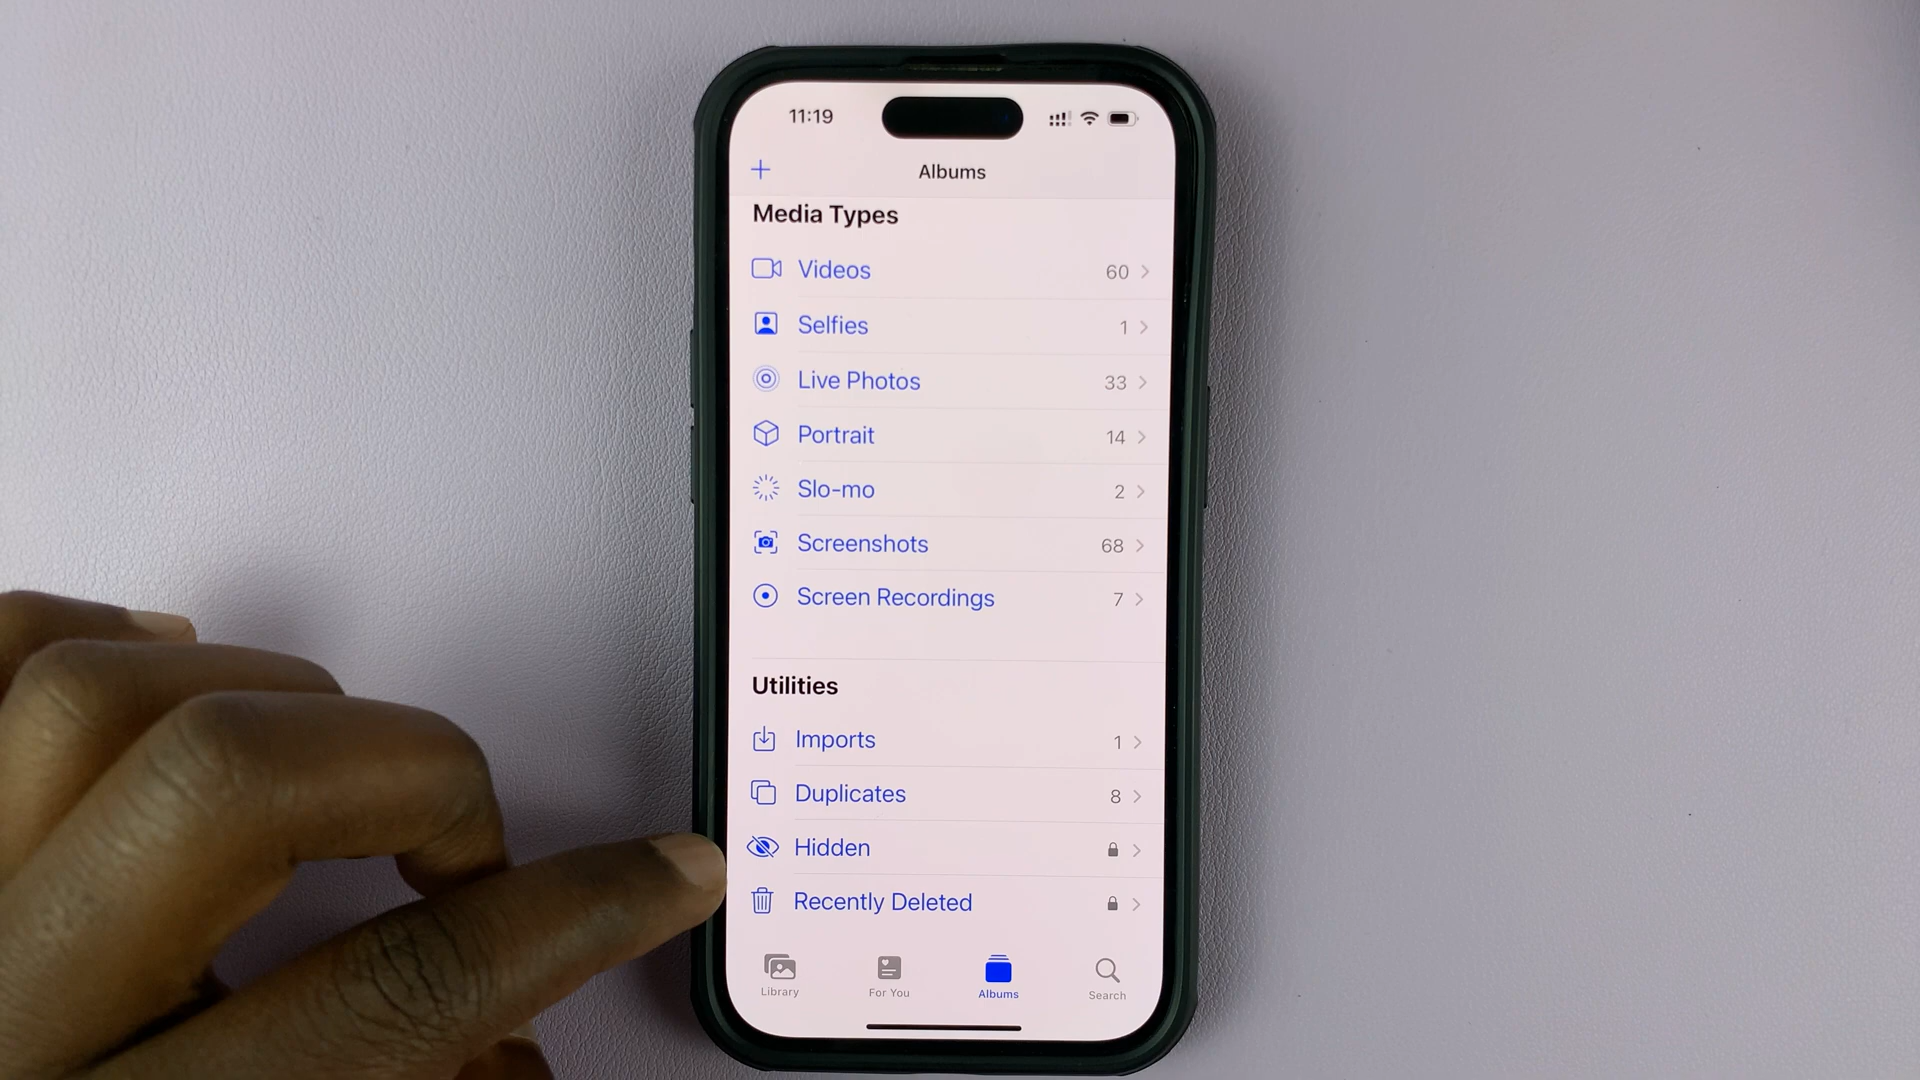 11:19
Albums
Media Types
Videos 60
Selfies 1
Live Photos 33
Portrait 14
Slo-mo 2
Screenshots 68
Screen Recordings 7
Utilities
Imports 1
Duplicates 8
Hidden
Recently Deleted
Library For You Albums Search